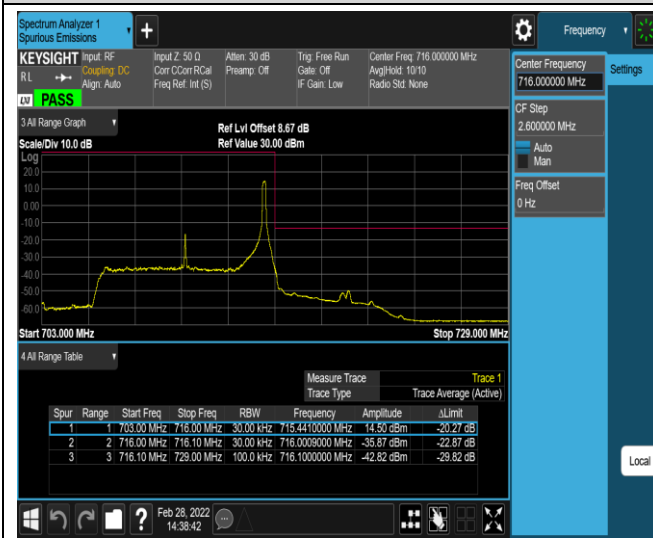 Spectrum Analyzer 1
Spurious Emissions
+
Frequency
KEYSIGHT Input: RF Input Z: 50 Ω Atten: 30 dB Trig: Free Run Center Freq: 716.000000 MHz
RL Coupling: DC Corr CCorr RCal Preamp: Off Gate: Off Avg|Hold: 10/10
Align: Auto Freq Ref: Int (S) IF Gain: Low Radio Std: None
LXI PASS
Center Frequency
716.000000 MHz
Settings
CF Step
2.600000 MHz
Auto
Man
Freq Offset
0 Hz
3 All Range Graph
Ref Lvl Offset 8.67 dB
Scale/Div 10.0 dB Ref Value 30.00 dBm
Log
20.0
10.0
0.00
-10.0
-20.0
-30.0
-40.0
-50.0
-60.0
Start 703.000 MHz Stop 729.000 MHz
4 All Range Table
Measure Trace Trace 1
Trace Type Trace Average (Active)
Spur Range Start Freq Stop Freq RBW Frequency Amplitude ΔLimit
1 1 703.00 MHz 716.00 MHz 30.00 kHz 715.4410000 MHz 14.50 dBm -20.27 dB
2 2 716.00 MHz 716.10 MHz 30.00 kHz 716.0009000 MHz -35.87 dBm -22.87 dB
3 3 716.10 MHz 729.00 MHz 100.0 kHz 716.1000000 MHz -42.82 dBm -29.82 dB
Local
? Feb 28, 2022
14:38:42